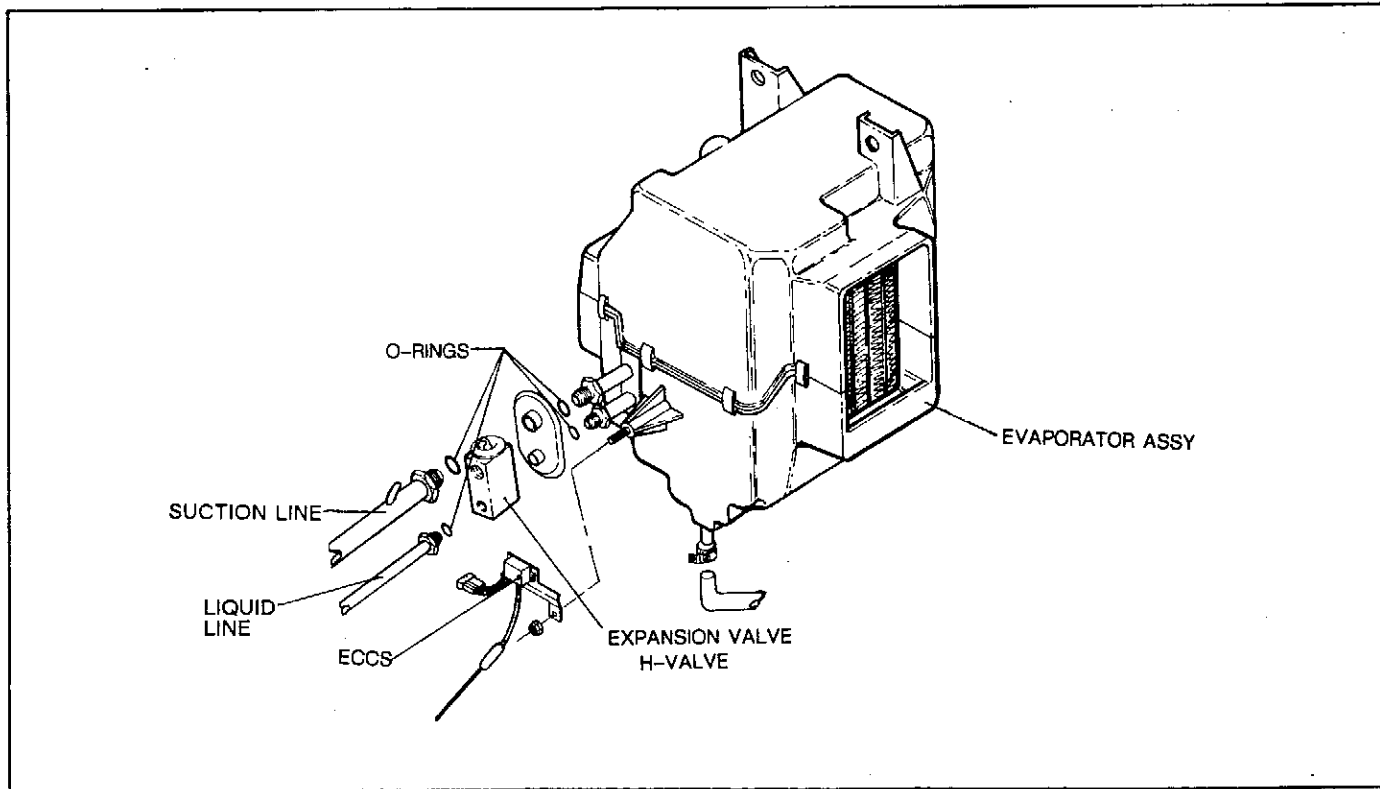 O-RINGS
EVAPORATOR ASSY
SUCTION LINE
LIQUID
LINE
ECCS
EXPANSION VALVE
H-VALVE